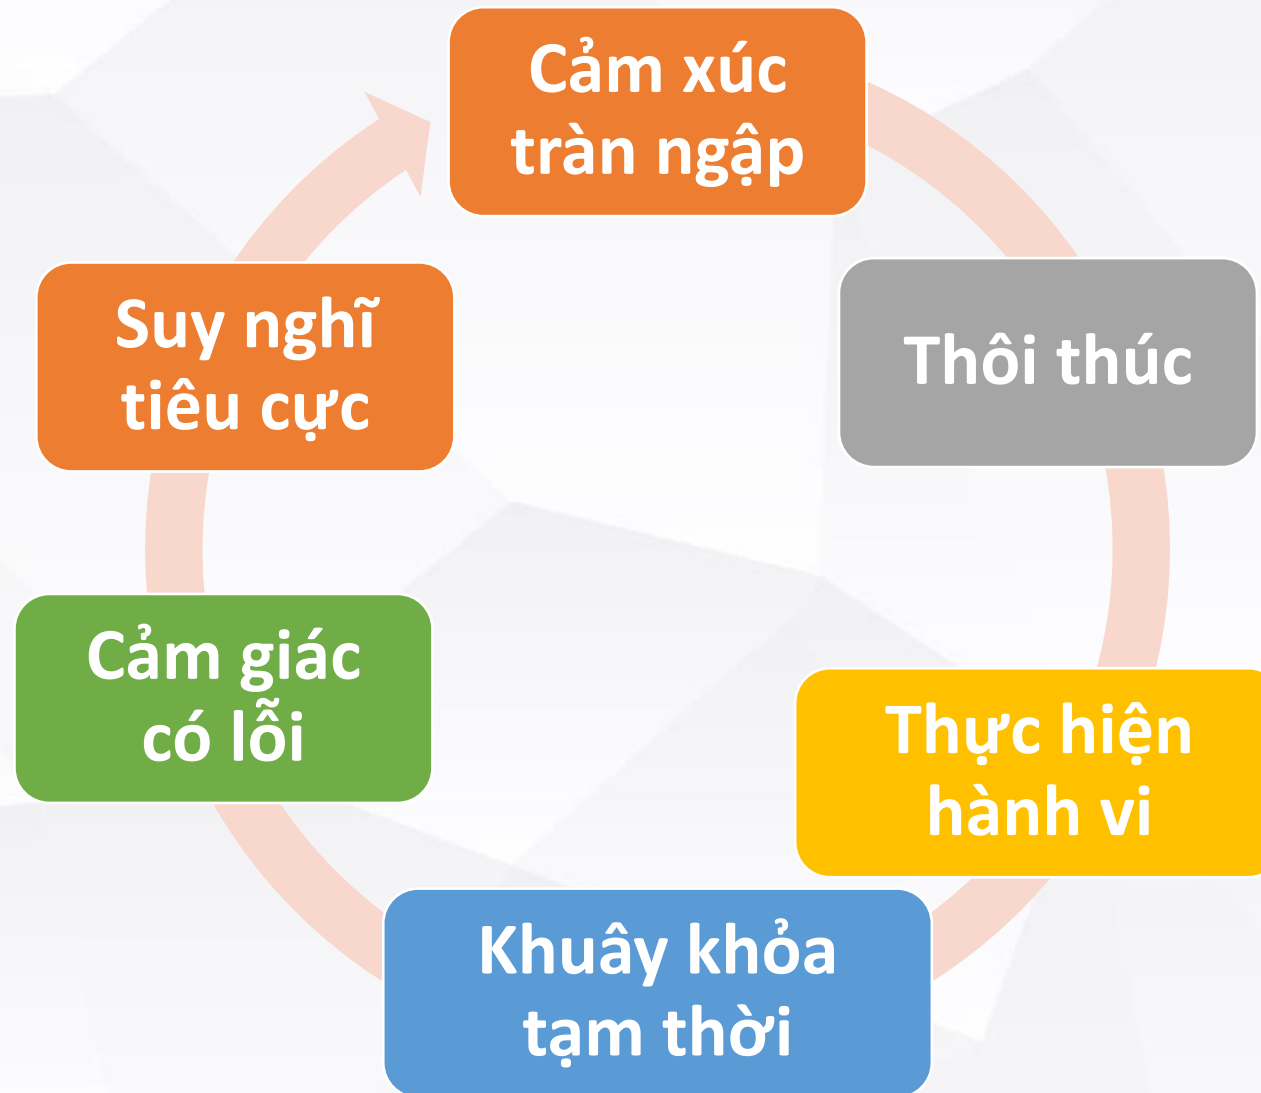 Cảm xúc
tràn ngập
Thôi thúc
Thực hiện
hành vi
Khuây khỏa
tạm thời
Cảm giác
có lỗi
Suy nghĩ
tiêu cực